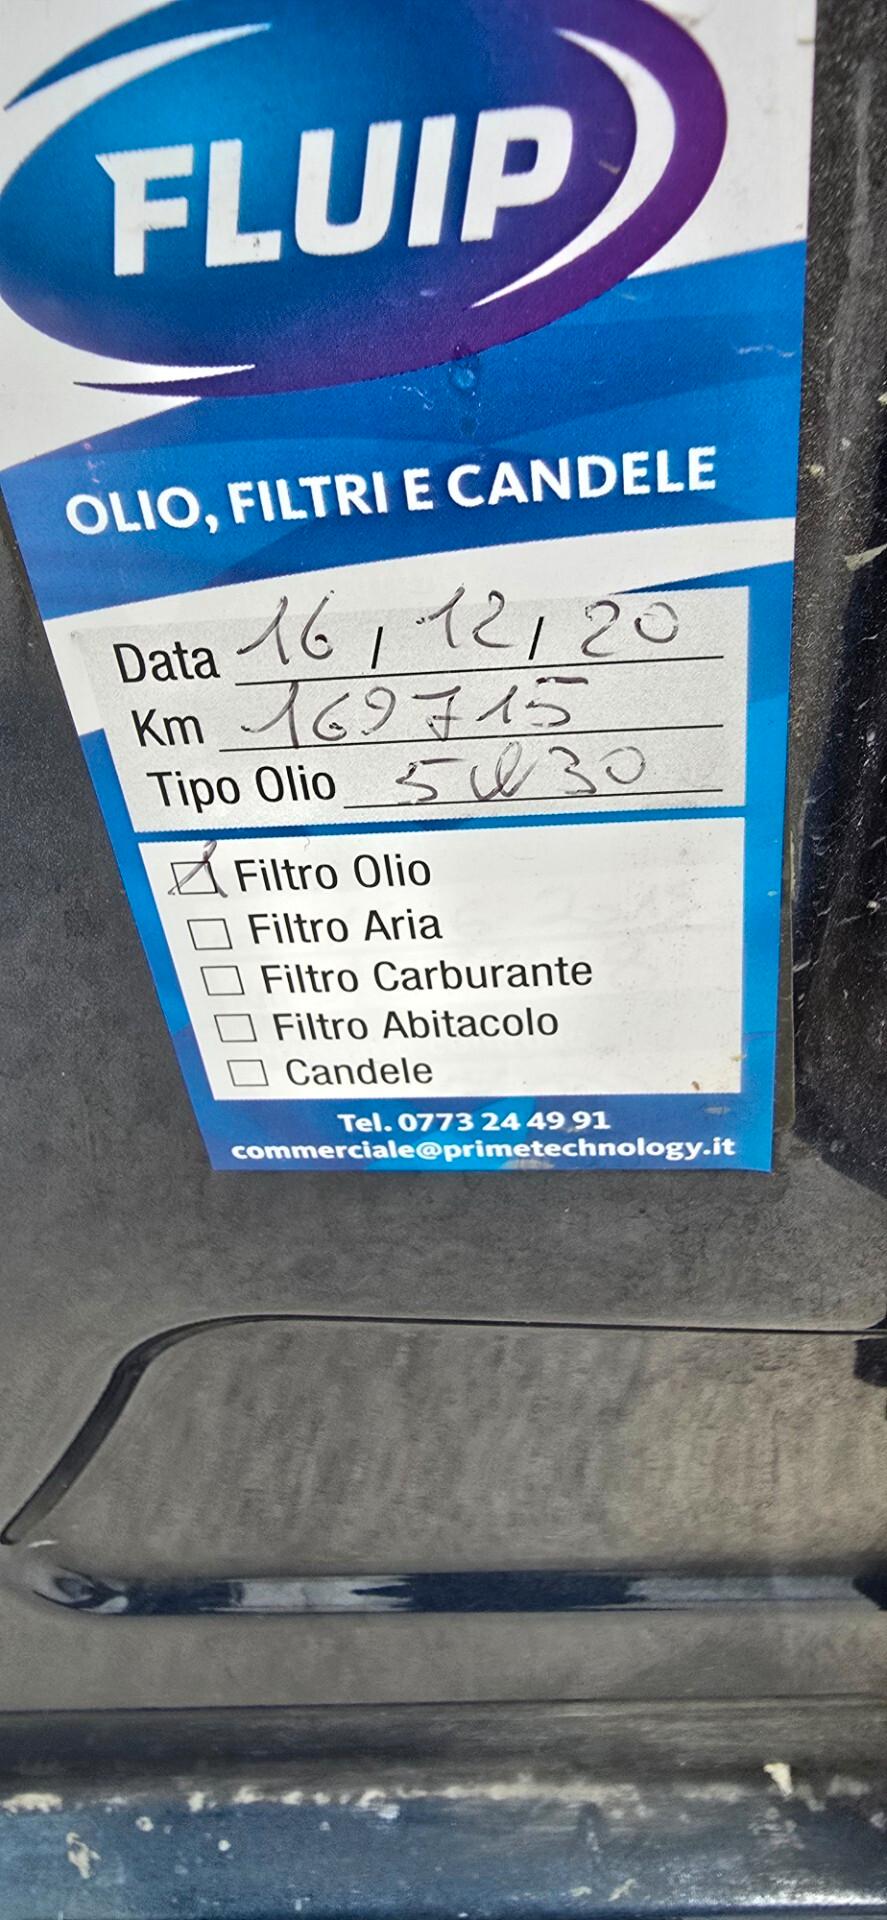 FLUIP
OLIO, FILTRI E CANDELE
Data 16 / 12 / 20
Km 169715
Tipo Olio 5W30
Filtro Olio
Filtro Aria
Filtro Carburante
Filtro Abitacolo
Candele
Tel. 0773 24 49 91
commerciale@primetechnology.it